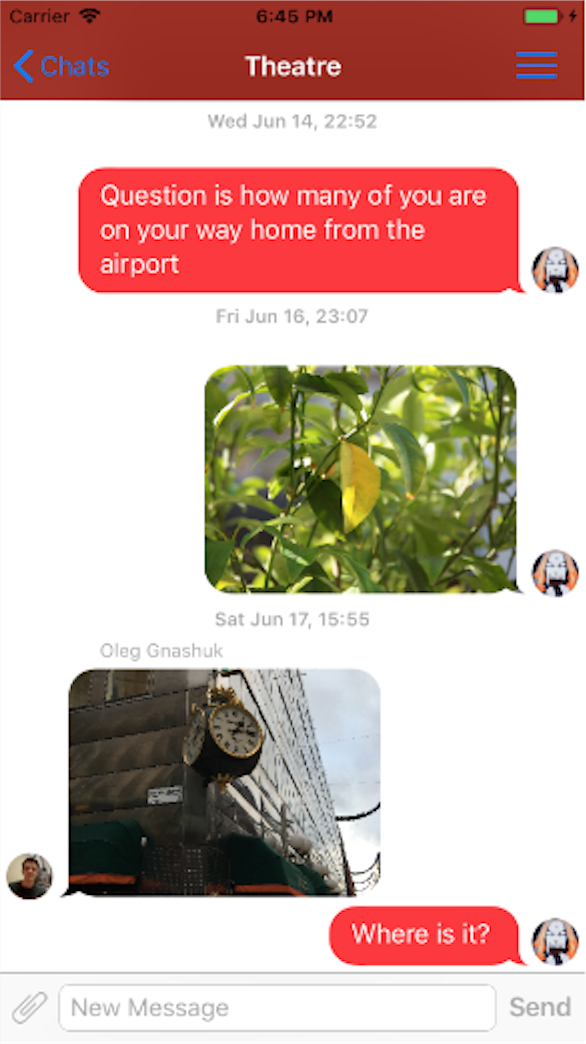 Carrier 6:45 PM
Chats Theatre
Wed Jun 14, 22:52
Question is how many of you are
on your way home from the
airport
Fri Jun 16, 23:07
Sat Jun 17, 15:55
Oleg Gnashuk
Where is it?
New Message Send